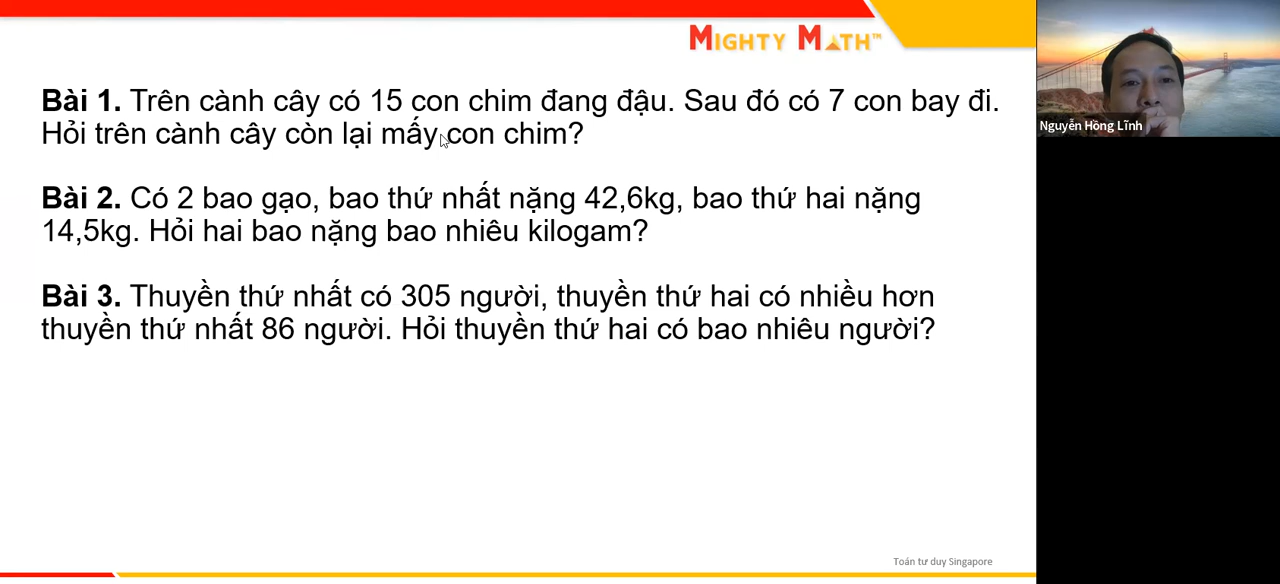 MIGHTY MATH™
Nguyễn Hồng Lĩnh
Bài 1. Trên cành cây có 15 con chim đang đậu. Sau đó có 7 con bay đi.
Hỏi trên cành cây còn lại mấy con chim?
Bài 2. Có 2 bao gạo, bao thứ nhất nặng 42,6kg, bao thứ hai nặng
14,5kg. Hỏi hai bao nặng bao nhiêu kilogam?
Bài 3. Thuyền thứ nhất có 305 người, thuyền thứ hai có nhiều hơn
thuyền thứ nhất 86 người. Hỏi thuyền thứ hai có bao nhiêu người?
Toán tư duy Singapore